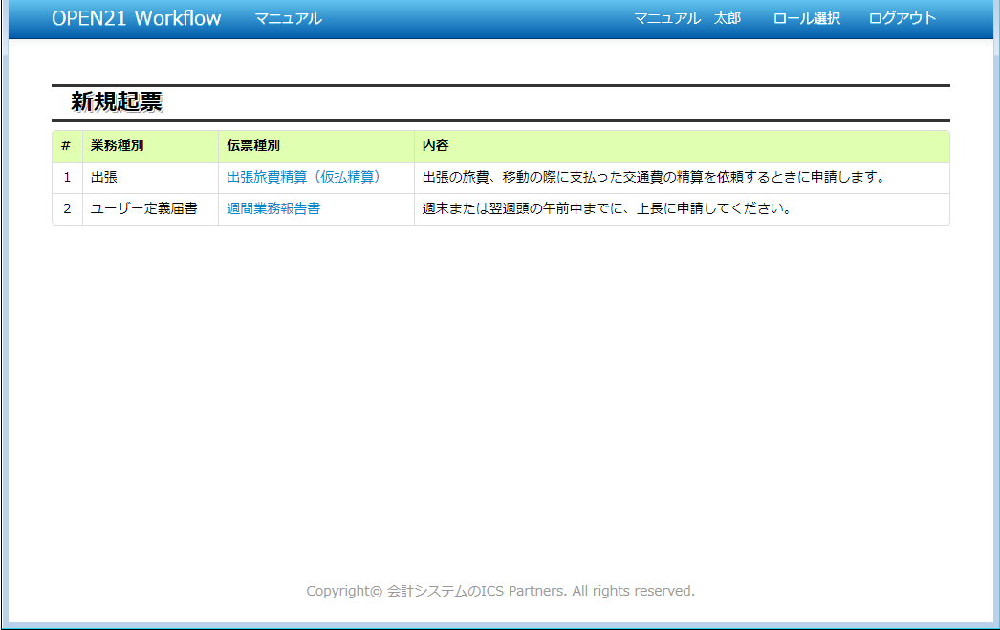 OPEN21 Workflow マニュアル マニュアル　太郎 ロール選択 ログアウト
新規起票
# 業務種別 伝票種別 内容
1 出張 出張旅費精算（仮払精算） 出張の旅費、移動の際に支払った交通費の精算を依頼するときに申請します。
2 ユーザー定義届書 週間業務報告書 週末または翌週頭の午前中までに、上長に申請してください。
Copyright© 会計システムのICS Partners. All rights reserved.